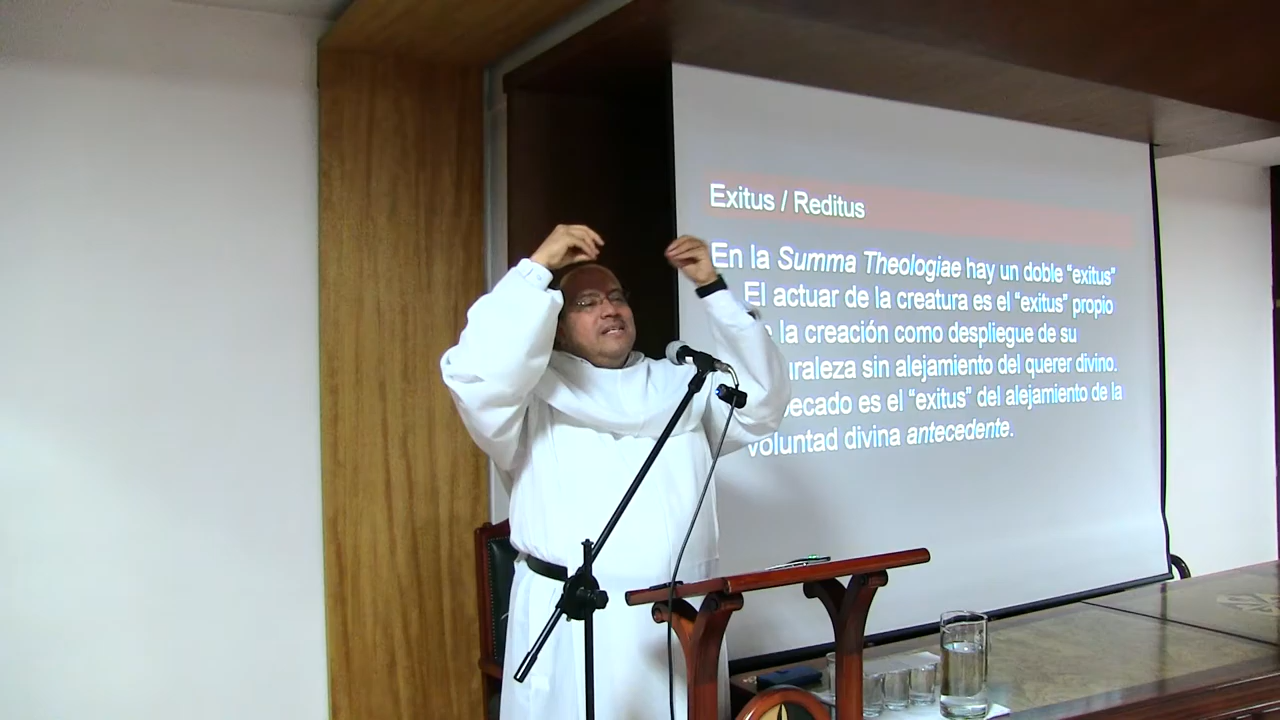 Exitus / Reditus
En la Summa Theologiae hay un doble “exitus”
El actuar de la creatura es el “exitus” propio
la creación como despliegue de su
sin alejamiento del querer divino.
es el “exitus” del alejamiento de la
voluntad divina antecedente.